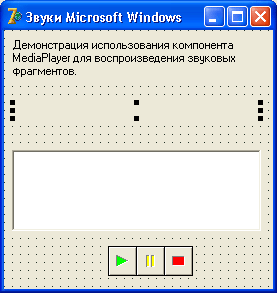 Звуки Microsoft Windows
Демонстрация использования компонента
MediaPlayer для воспроизведения звуковых
фрагментов.